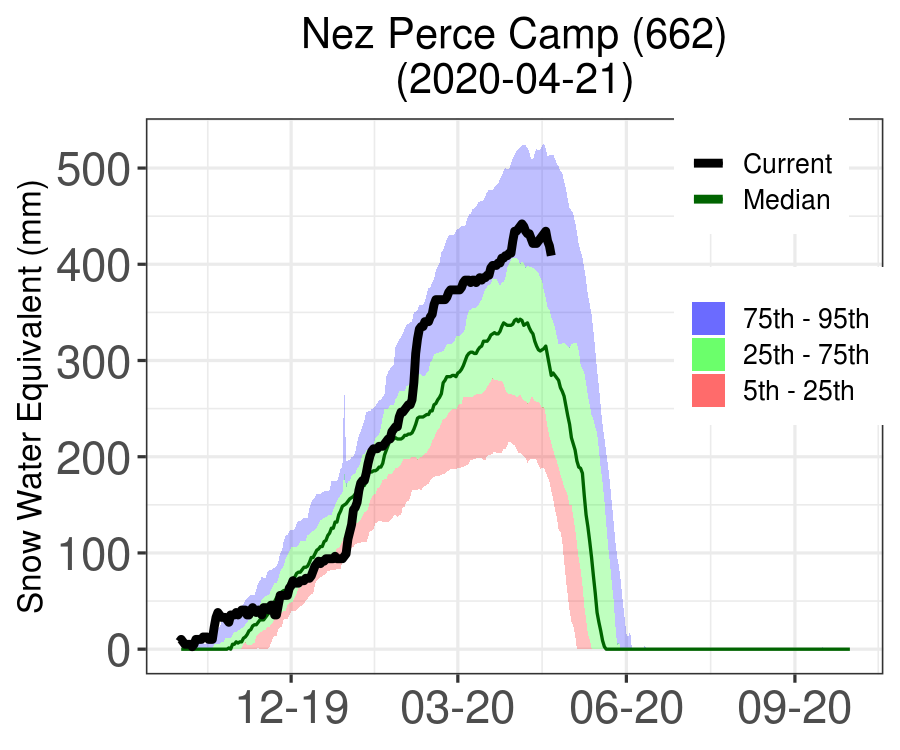 Nez Perce Camp (662)
(2020-04-21)
Snow Water Equivalent (mm)
500
400
300
200
100
0
12-19
03-20
06-20
09-20
Current
Median
75th - 95th
25th - 75th
5th - 25th